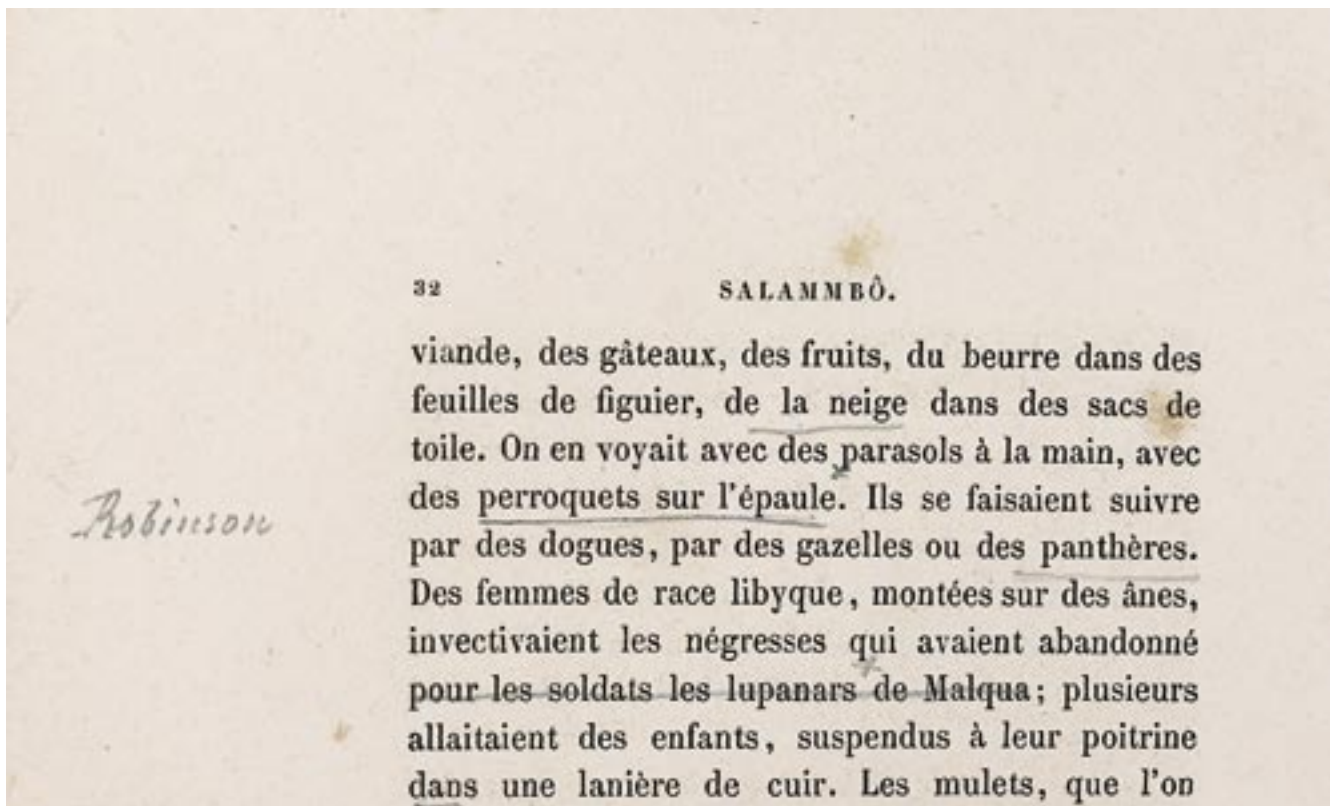 32 SALAMMBÔ.
viande, des gâteaux, des fruits, du beurre dans des
feuilles de figuier, de la neige dans des sacs de
toile. On en voyait avec des parasols à la main, avec
des perroquets sur l'épaule. Ils se faisaient suivre
Robinson
par des dogues, par des gazelles ou des panthères.
Des femmes de race libyque, montées sur des ânes,
invectivaient les négresses qui avaient abandonné
pour les soldats les lupanars de Malqua; plusieurs
allaitaient des enfants, suspendus à leur poitrine
dans une lanière de cuir. Les mulets, que l'on